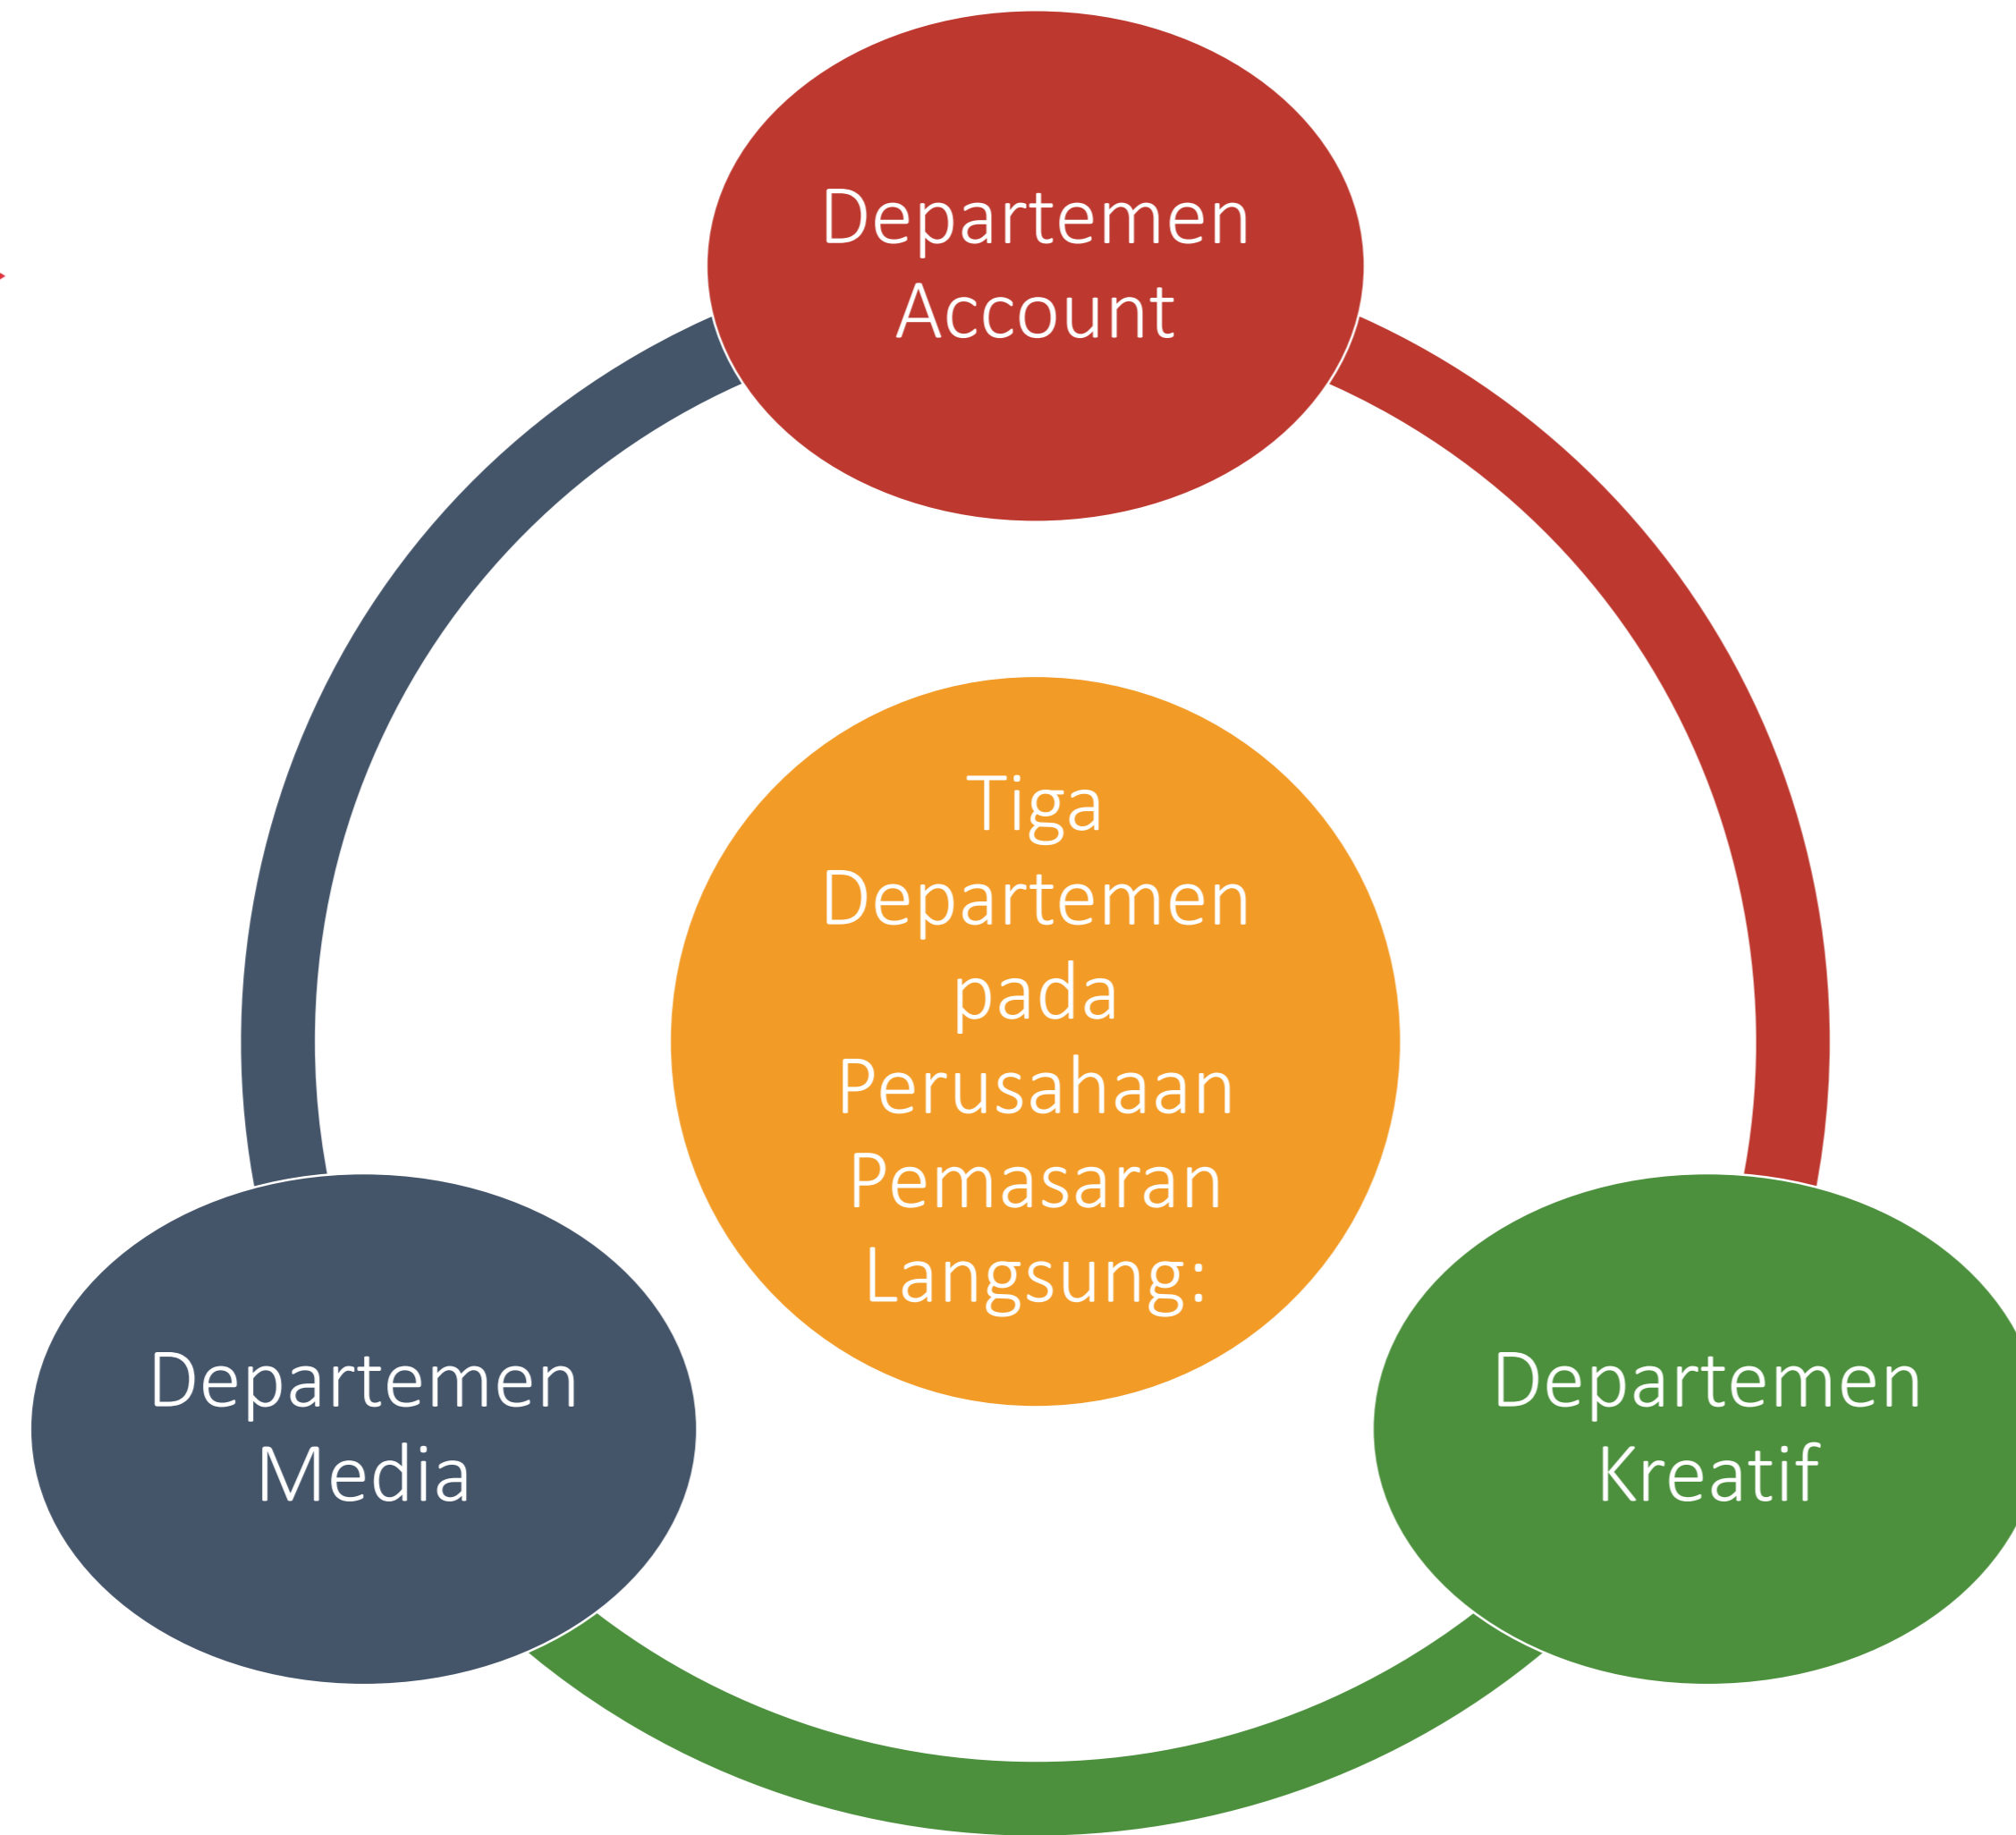 Departemen
Account
Tiga
Departemen
pada
Perusahaan
Pemasaran
Langsung:
Departemen
Media
Departemen
Kreatif